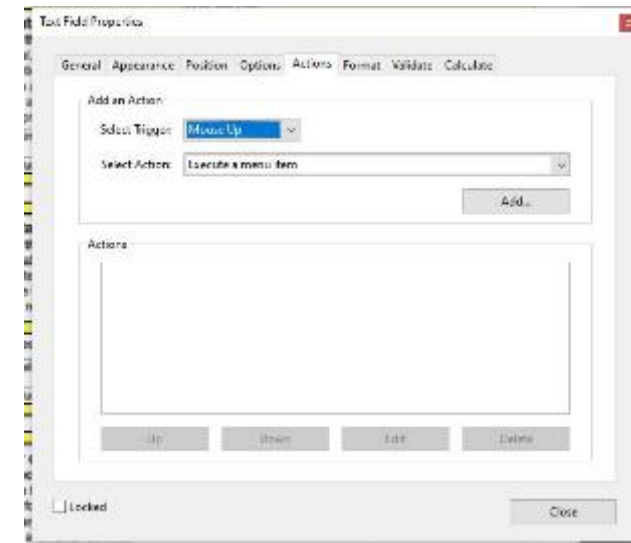 Text Field Properties
General Appearance Position Options Actions Format Validate Calculate
Add an Action
Select Trigger: Mouse Up
Select Action: Execute a menu item
Add...
Actions
Up Down Edit Delete
Locked
Close